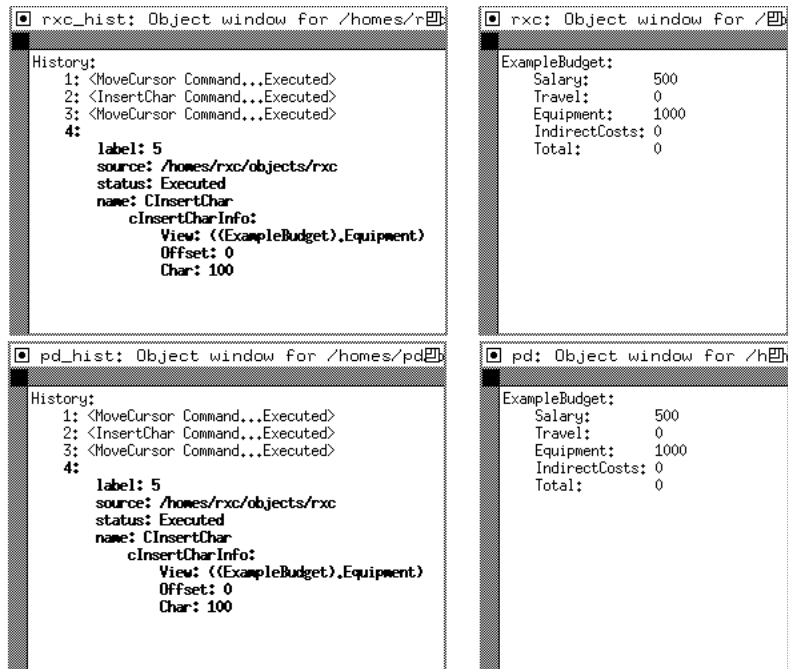 rxc_hist: Object window for /homes/r
History:
1: <MoveCursor Command...Executed>
2: <InsertChar Command...Executed>
3: <MoveCursor Command...Executed>
4:
label: 5
source: /homes/rxc/objects/rxc
status: Executed
name: CInsertChar
cInsertCharInfo:
View: ((ExampleBudget).Equipment)
Offset: 0
Char: 100
rxc: Object window for /
ExampleBudget:
Salary: 500
Travel: 0
Equipment: 1000
IndirectCosts: 0
Total: 0
pd_hist: Object window for /homes/pd
History:
1: <MoveCursor Command...Executed>
2: <InsertChar Command...Executed>
3: <MoveCursor Command...Executed>
4:
label: 5
source: /homes/rxc/objects/rxc
status: Executed
name: CInsertChar
cInsertCharInfo:
View: ((ExampleBudget).Equipment)
Offset: 0
Char: 100
pd: Object window for /h
ExampleBudget:
Salary: 500
Travel: 0
Equipment: 1000
IndirectCosts: 0
Total: 0